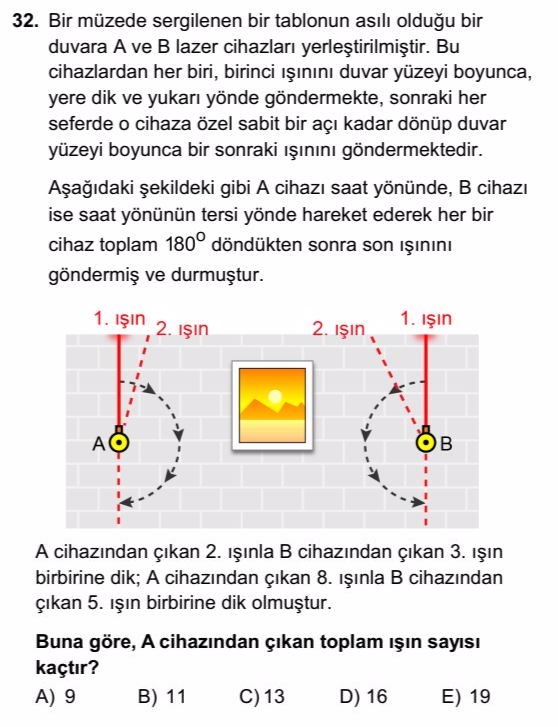 32. Bir müzede sergilenen bir tablonun asılı olduğu bir
duvara A ve B lazer cihazları yerleştirilmiştir. Bu
cihazlardan her biri, birinci ışınını duvar yüzeyi boyunca,
yere dik ve yukarı yönde göndermekte, sonraki her
seferde o cihaza özel sabit bir açı kadar dönüp duvar
yüzeyi boyunca bir sonraki ışınını göndermektedir.
Aşağıdaki şekildeki gibi A cihazı saat yönünde, B cihazı
ise saat yönünün tersi yönde hareket ederek her bir
cihaz toplam 180° döndükten sonra son ışınını
göndermiş ve durmuştur.
1. ışın 2. ışın 2. ışın 1. ışın
A B
A cihazından çıkan 2. ışınla B cihazından çıkan 3. ışın
birbirine dik; A cihazından çıkan 8. ışınla B cihazından
çıkan 5. ışın birbirine dik olmuştur.
Buna göre, A cihazından çıkan toplam ışın sayısı
kaçtır?
A) 9 B) 11 C) 13 D) 16 E) 19